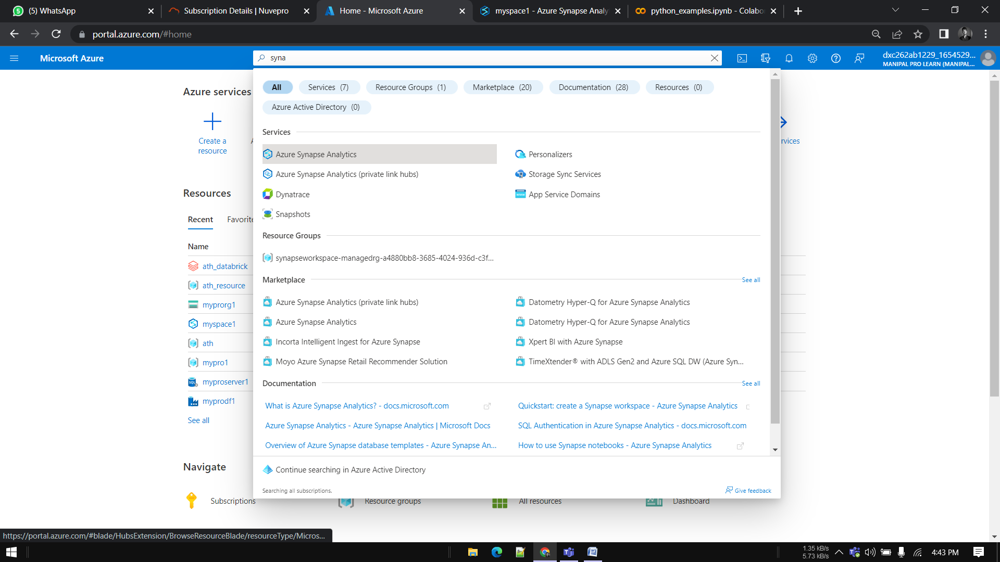 (5) WhatsApp
Subscription Details | Nuvepro
Home - Microsoft Azure
myspace1 - Azure Synapse Analy
python_examples.ipynb - Colabo
portal.azure.com/#home
Microsoft Azure
syna
dxc262ab1229_1654529...
MANIPAL PRO LEARN (MANIPAL...
Azure services
Create a
resource
rvices
All
Services (7)
Resource Groups (1)
Marketplace (20)
Documentation (28)
Resources (0)
Azure Active Directory (0)
Services
Azure Synapse Analytics
Personalizers
Azure Synapse Analytics (private link hubs)
Storage Sync Services
Dynatrace
App Service Domains
Snapshots
Resource Groups
synapseworkspace-managedrg-a4880bb8-3685-4024-936d-c3f...
Marketplace
See all
Azure Synapse Analytics (private link hubs)
Datometry Hyper-Q for Azure Synapse Analytics
Azure Synapse Analytics
Datometry Hyper-Q for Azure Synapse Analytics
Incorta Intelligent Ingest for Azure Synapse
Xpert BI with Azure Synapse
Moyo Azure Synapse Retail Recommender Solution
TimeXtender® with ADLS Gen2 and Azure SQL DW (Azure Syn...
Documentation
See all
What is Azure Synapse Analytics? - docs.microsoft.com
Quickstart: create a Synapse workspace - Azure Synapse Analytics
Azure Synapse Analytics - Azure Synapse Analytics | Microsoft Docs
SQL Authentication in Azure Synapse Analytics - docs.microsoft.com
Overview of Azure Synapse database templates - Azure Synapse An...
How to use Synapse notebooks - Azure Synapse Analytics
Continue searching in Azure Active Directory
Searching all subscriptions.
Give feedback
Resources
Recent
Favorite
Name
ath_databrick
ath_resource
myprorg1
myspace1
ath
mypro1
myproserver1
myprodf1
See all
Navigate
Subscriptions
Resource groups
All resources
Dashboard
https://portal.azure.com/#blade/HubsExtension/BrowseResourceBlade/resourceType/Micros...
1.35 kB/s
5.73 kB/s
4:43 PM